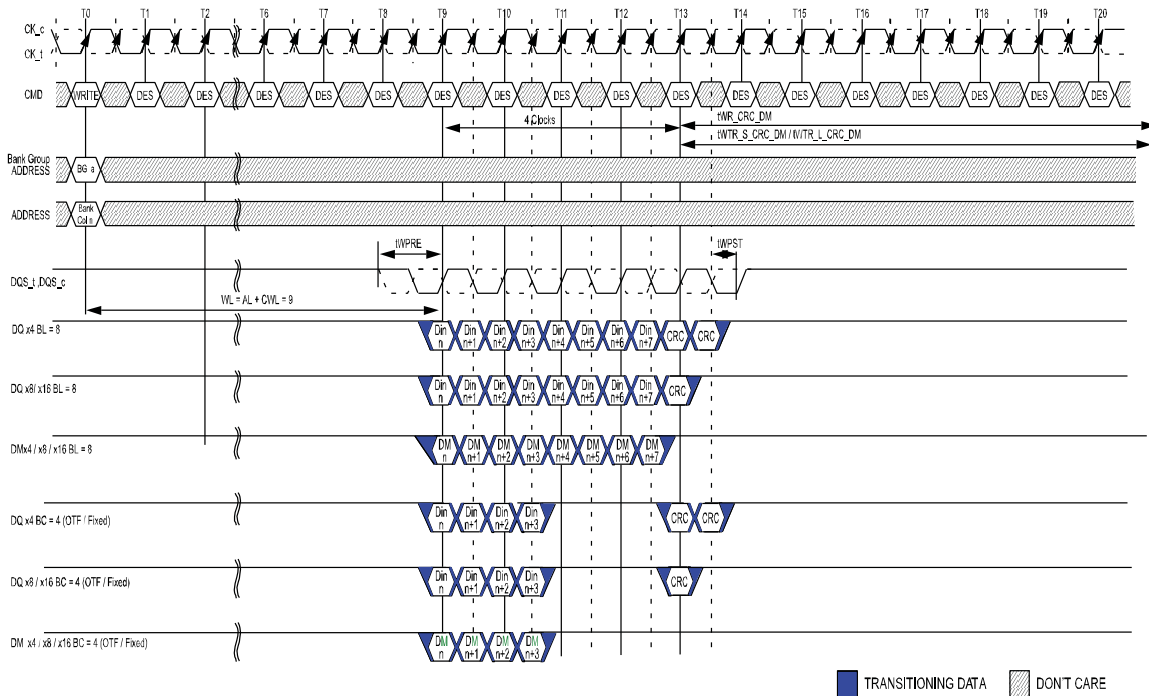 T0 T1 T2 T6 T7 T8 T9 T10 T11 T12 T13 T14 T15 T16 T17 T18 T19 T20
CK_c
CK_t
CMD WRITE DES DES DES DES DES DES DES DES DES DES DES DES DES DES DES DES DES
4 Clocks
tWR_CRC_DM
tWTR_S_CRC_DM / tWTR_L_CRC_DM
Bank Group
ADDRESS
BG a
ADDRESS
Bank
Col n
tWPRE
tWPST
DQS_t ,DQS_c
WL = AL + CWL = 9
DQ x4 BL = 8
Din n Din n+1 Din n+2 Din n+3 Din n+4 Din n+5 Din n+6 Din n+7 CRC CRC
DQ x8/ x16 BL = 8
Din n Din n+1 Din n+2 Din n+3 Din n+4 Din n+5 Din n+6 Din n+7 CRC
DMx4 / x8 / x16 BL = 8
DM n DM n+1 DM n+2 DM n+3 DM n+4 DM n+5 DM n+6 DM n+7
DQ x4 BC = 4 (OTF / Fixed)
Din n Din n+1 Din n+2 Din n+3 CRC CRC
DQ x8 / x16 BC = 4 (OTF / Fixed)
Din n Din n+1 Din n+2 Din n+3 CRC
DM x4 / x8 / x16 BC = 4 (OTF / Fixed)
DM n DM n+1 DM n+2 DM n+3
TRANSITIONING DATA
DON'T CARE